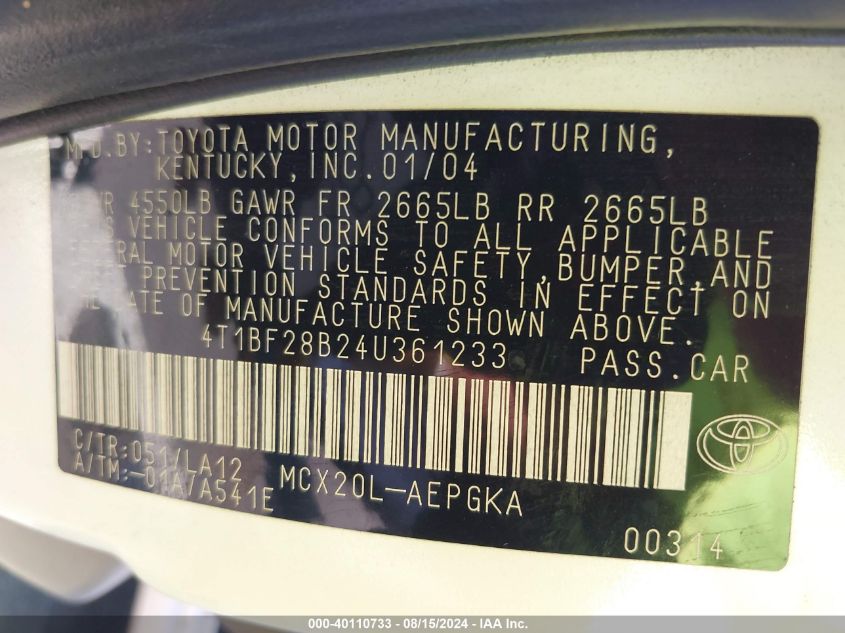 M.D.BY:TOYOTA MOTOR MANUFACTURING,
KENTUCKY,INC.01/04
4550LB GAWR FR 2665LB RR 2665LB
VEHICLE CONFORMS TO ALL APPLICABLE
MOTOR VEHICLE SAFETY,BUMPER,AND
PREVENTION STANDARDS IN EFFECT ON
DATE OF MANUFACTURE SHOWN ABOVE.
4T1BF28B24U361233 PASS.CAR
C/TR:051/LA12
A/TM:-01A/A541E
MCX20L-AEPGKA
00314
000-40110733 - 08/15/2024 - IAA Inc.